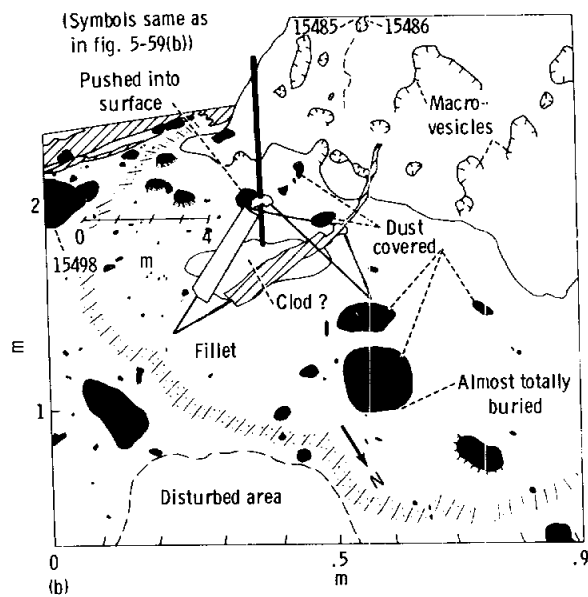 (Symbols same as
in fig. 5-59(b))
15485
15486
Pushed into
surface
Macro-
vesicles
2
0
4
m
Dust
covered
15498
Clod ?
m
Fillet
1
Almost totally
buried
N
Disturbed area
0
.5
.9
m
(b)